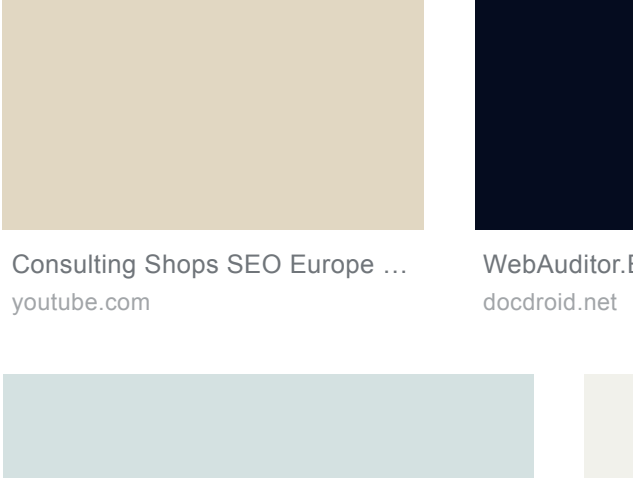 Consulting Shops SEO Europe …
youtube.com
WebAuditor.E
docdroid.net